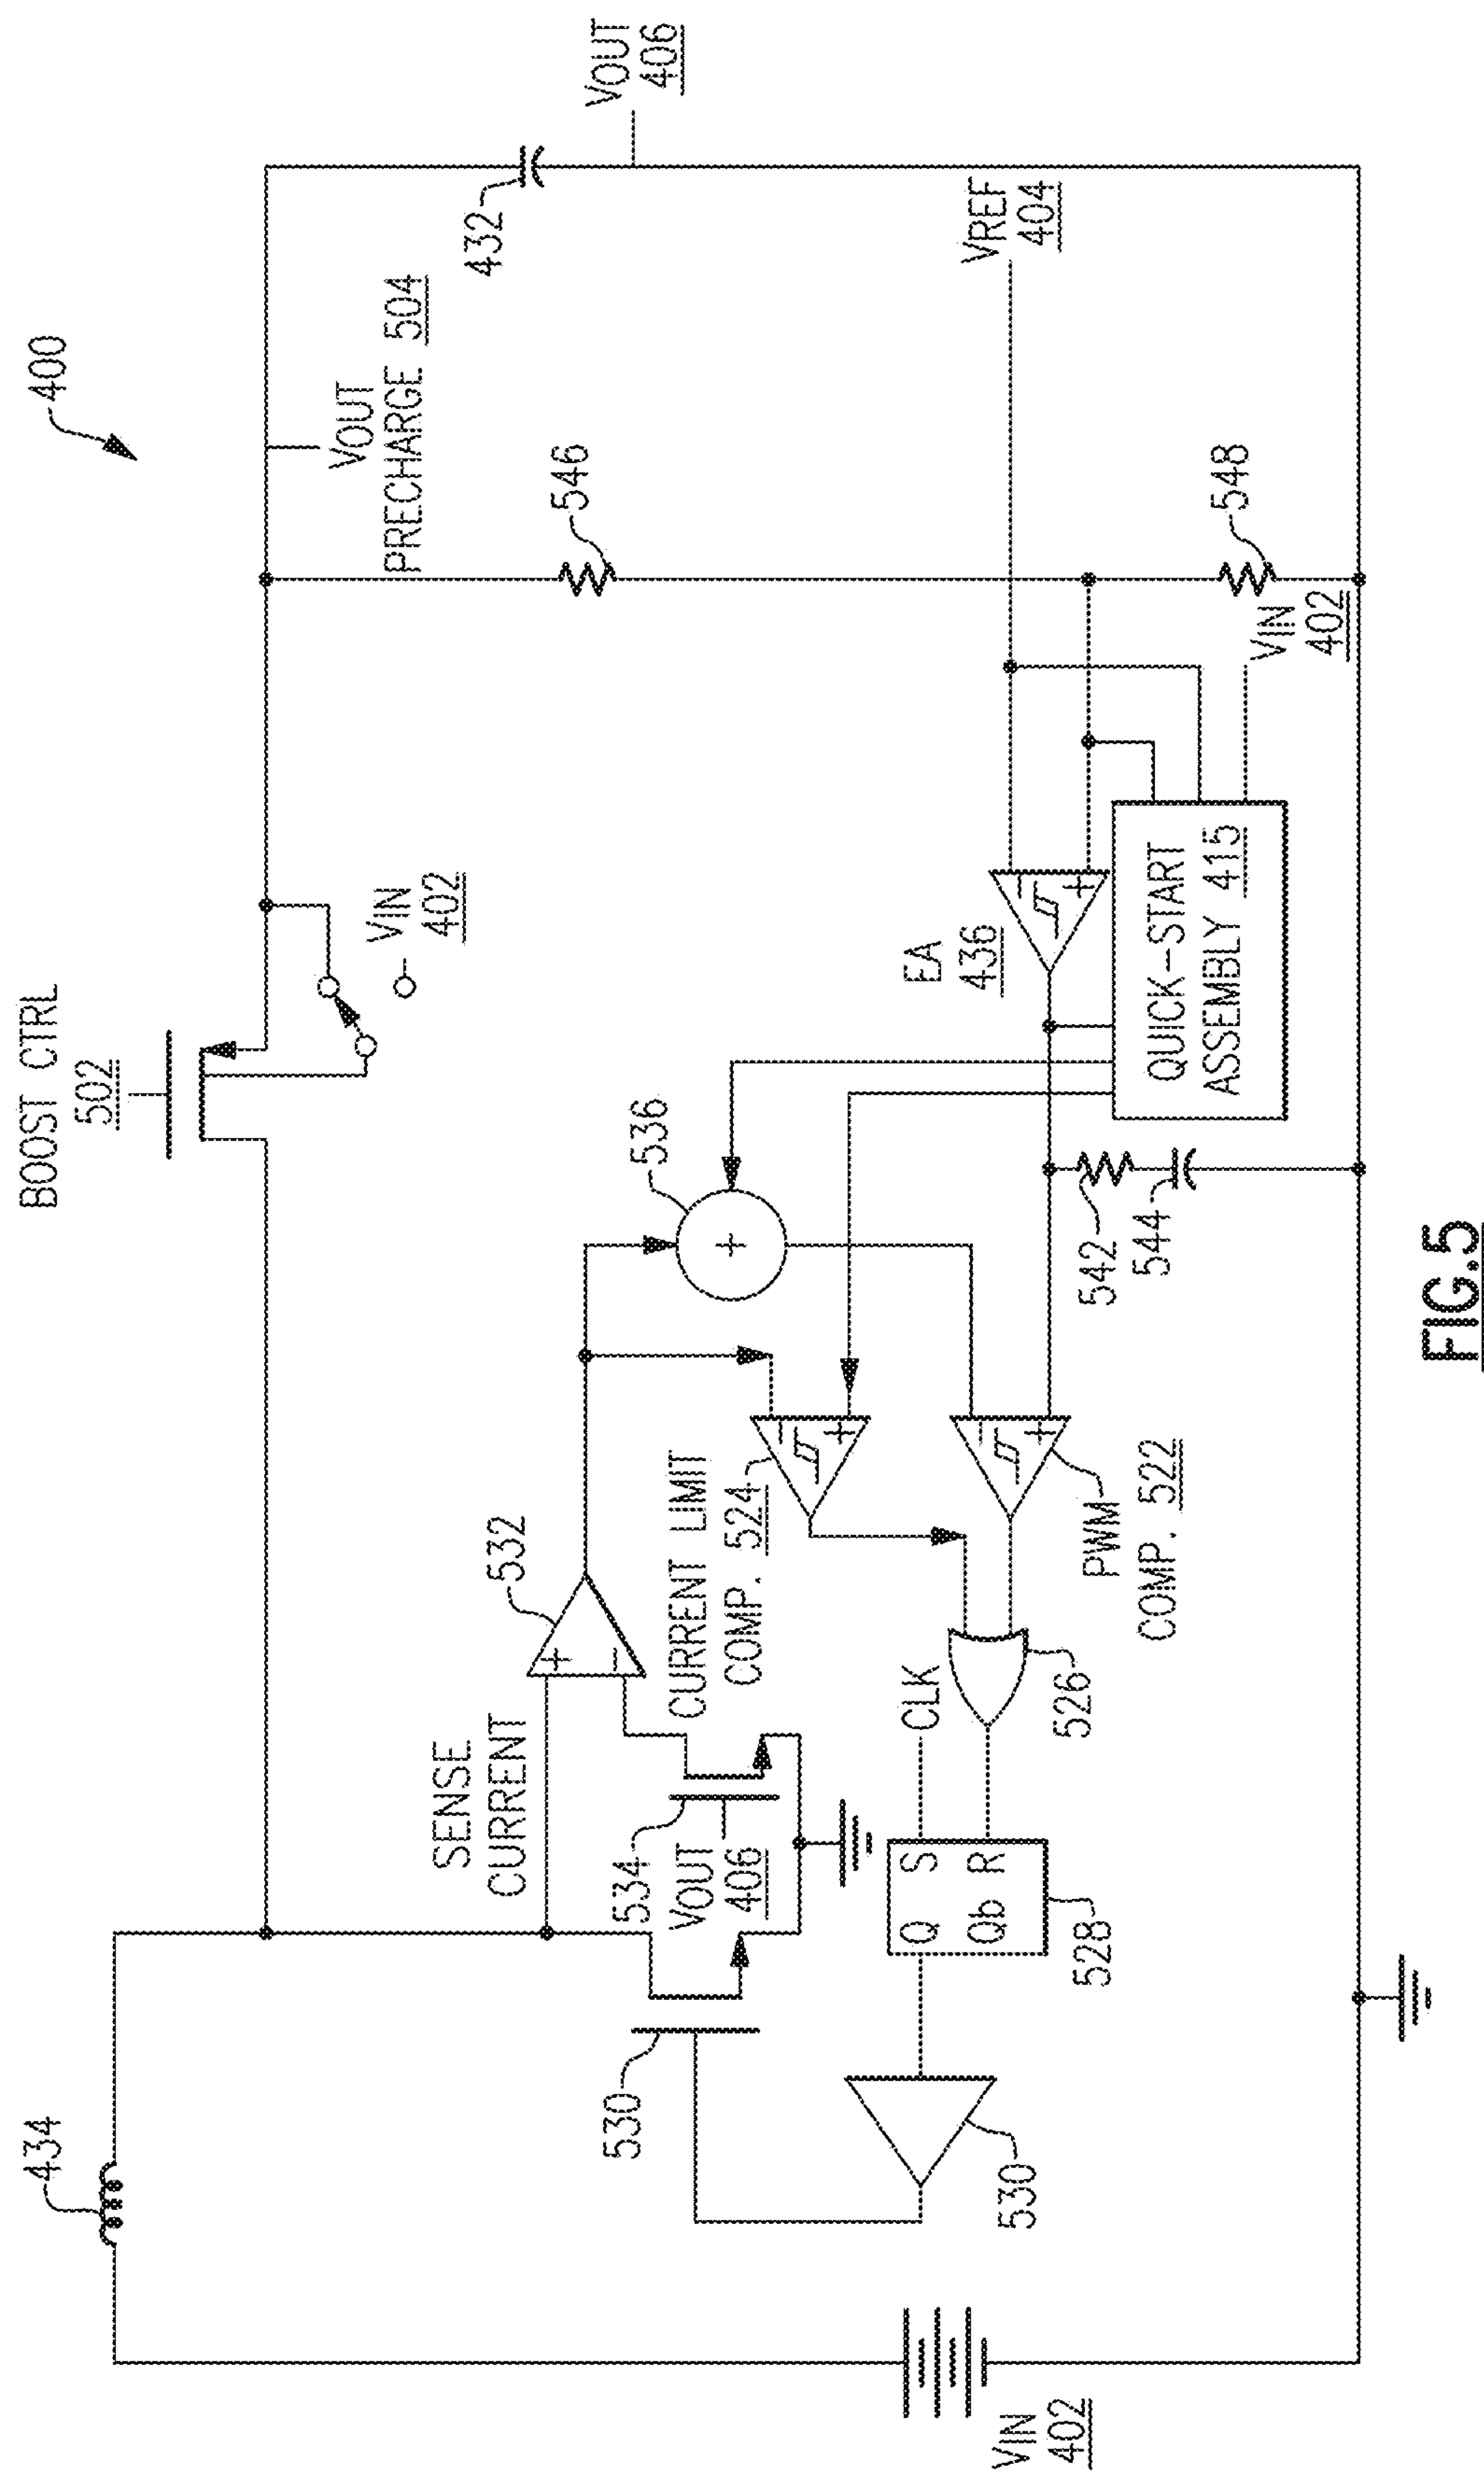 400
434
BOOST CTRL
502
VOUT
PRECHARGE 504
VIN
402
432
VOUT
406
SENSE
CURRENT
532
536
546
530
534
VOUT
406
+
−
CURRENT LIMIT
COMP. 524
−
+
+
EA
436
−
+
VREF
404
CLK
S
R
Q
Qb
528
526
−
+
PWM
COMP. 522
542
544
QUICK-START
ASSEMBLY 415
548
VIN
402
530
VIN
402
FIG.5